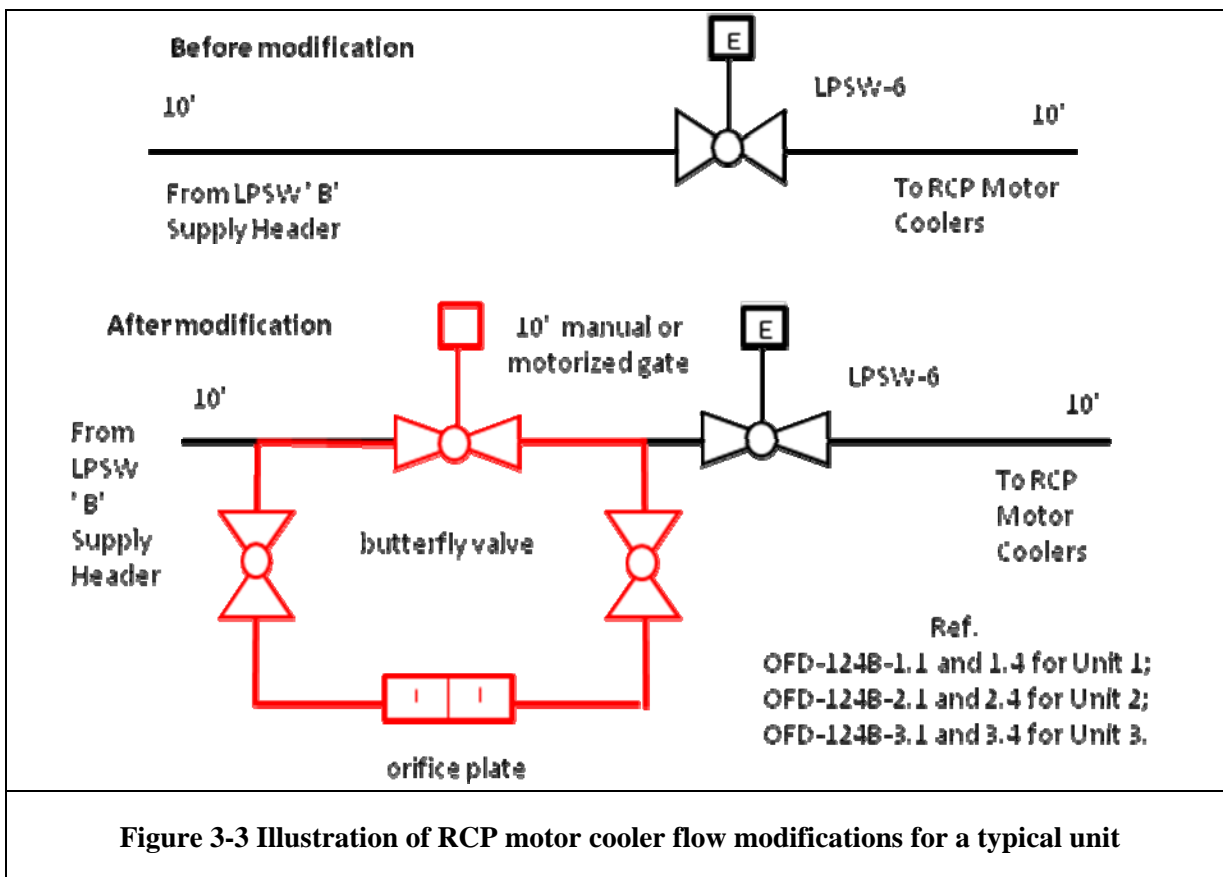 Before modification
E
10'
LPSW-6
10'
From LPSW ' B'
Supply Header
To RCP Motor
Coolers
After modification
10' manual or
motorized gate
E
LPSW-6
10'
10'
From
LPSW
' B'
Supply
Header
butterfly valve
To RCP
Motor
Coolers
orifice plate
Ref.
OFD-124B-1.1 and 1.4 for Unit 1;
OFD-124B-2.1 and 2.4 for Unit 2;
OFD-124B-3.1 and 3.4 for Unit 3.
Figure 3-3 Illustration of RCP motor cooler flow modifications for a typical unit